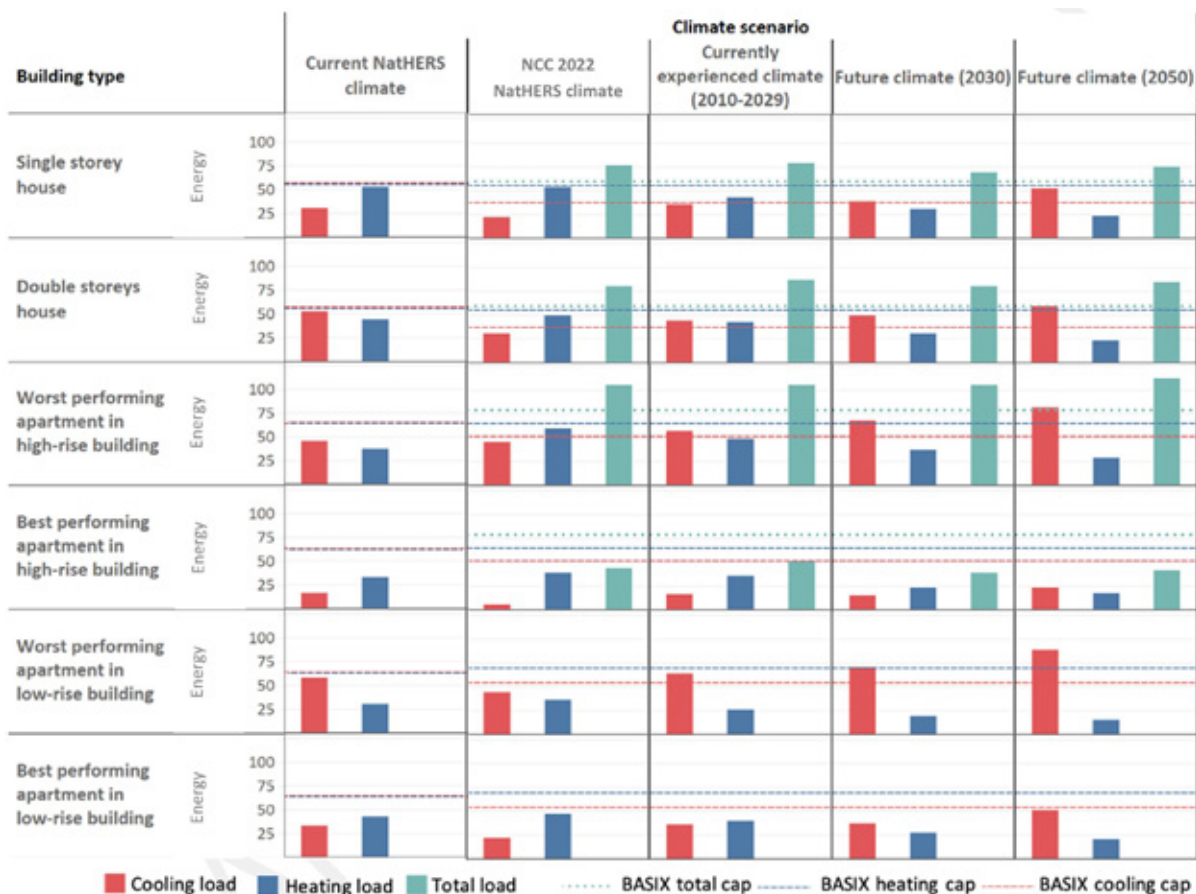 Climate scenario
Building type
Current NatHERS
climate
NCC 2022
NatHERS climate
Currently
experienced climate
(2010-2029)
Future climate (2030)
Future climate (2050)
Single storey
house
Energy
100
75
50
25
Double storeys
house
Energy
100
75
50
25
Worst performing
apartment in
high-rise building
Energy
100
75
50
25
Best performing
apartment in
high-rise building
Energy
100
75
50
25
Worst performing
apartment in
low-rise building
Energy
100
75
50
25
Best performing
apartment in
low-rise building
Energy
100
75
50
25
Cooling load
Heating load
Total load
BASIX total cap
BASIX heating cap
BASIX cooling cap